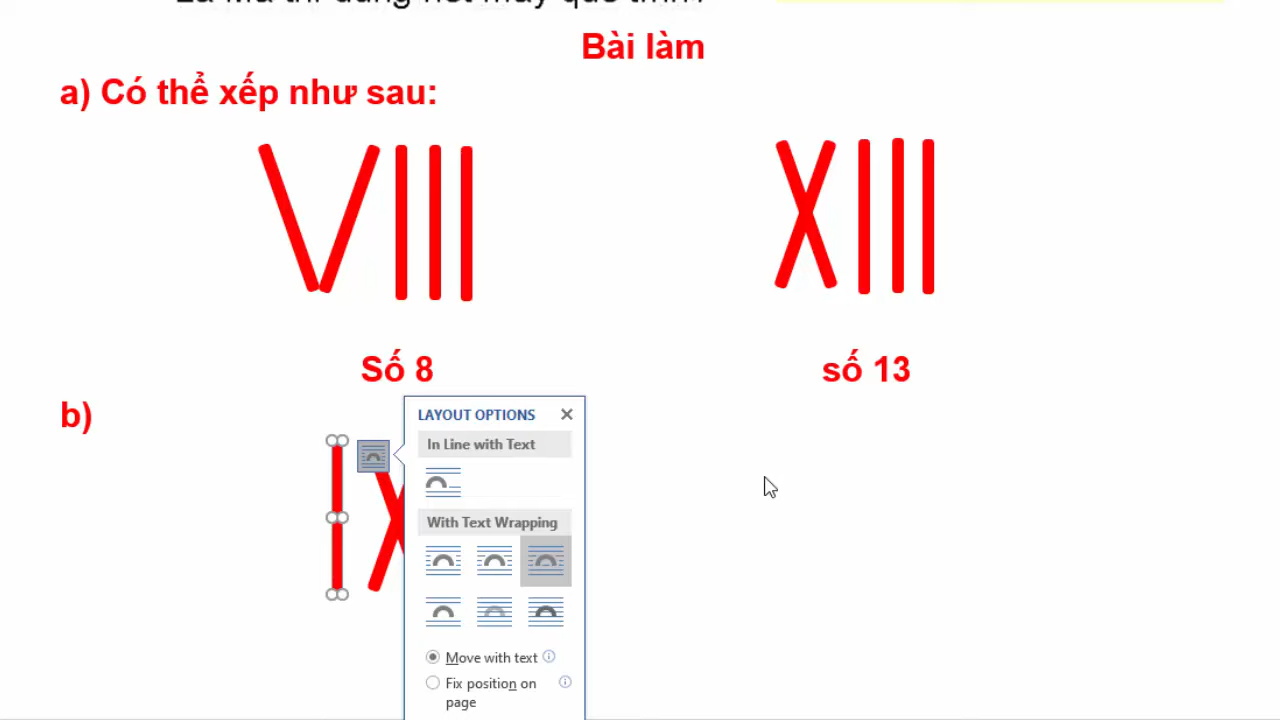 Bài làm
a) Có thể xếp như sau:
VIII XIII
Số 8 số 13
b)
IX
LAYOUT OPTIONS
In Line with Text
With Text Wrapping
Move with text
Fix position on
page